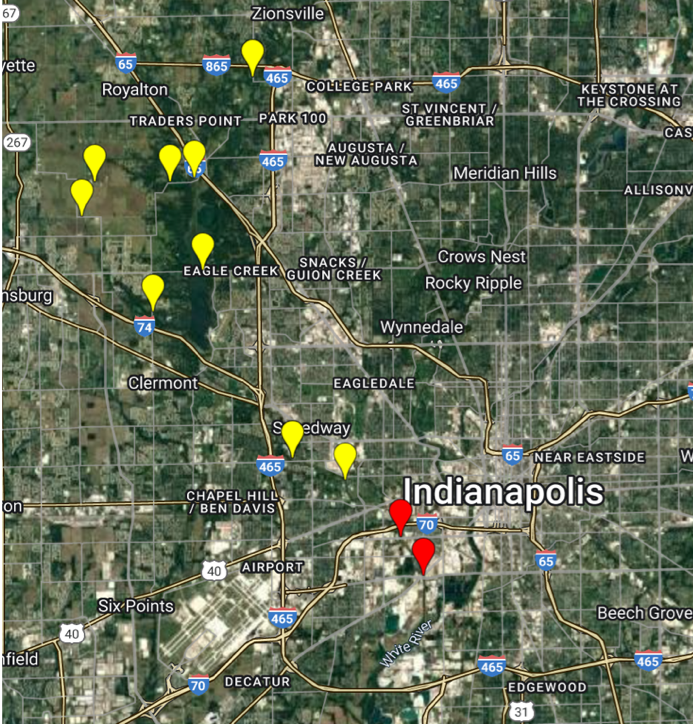 67
Zionsville
vette
65
865
465
COLLEGE PARK
465
Royalton
KEYSTONE AT
THE CROSSING
ST VINCENT /
GREENBRIAR
TRADERS POINT
PARK 100
CAS
267
465
AUGUSTA /
NEW AUGUSTA
65
Meridian Hills
ALLISONV
Crows Nest
SNACKS /
GUION CREEK
EAGLE CREEK
Rocky Ripple
nsburg
74
Wynnedale
Clermont
EAGLEDALE
Speedway
465
65
NEAR EASTSIDE
W
Indianapolis
CHAPEL HILL
/ BEN DAVIS
on
70
40
AIRPORT
65
Six Points
465
Beech Grove
40
White River
nfield
465
465
70
DECATUR
EDGEWOOD
31